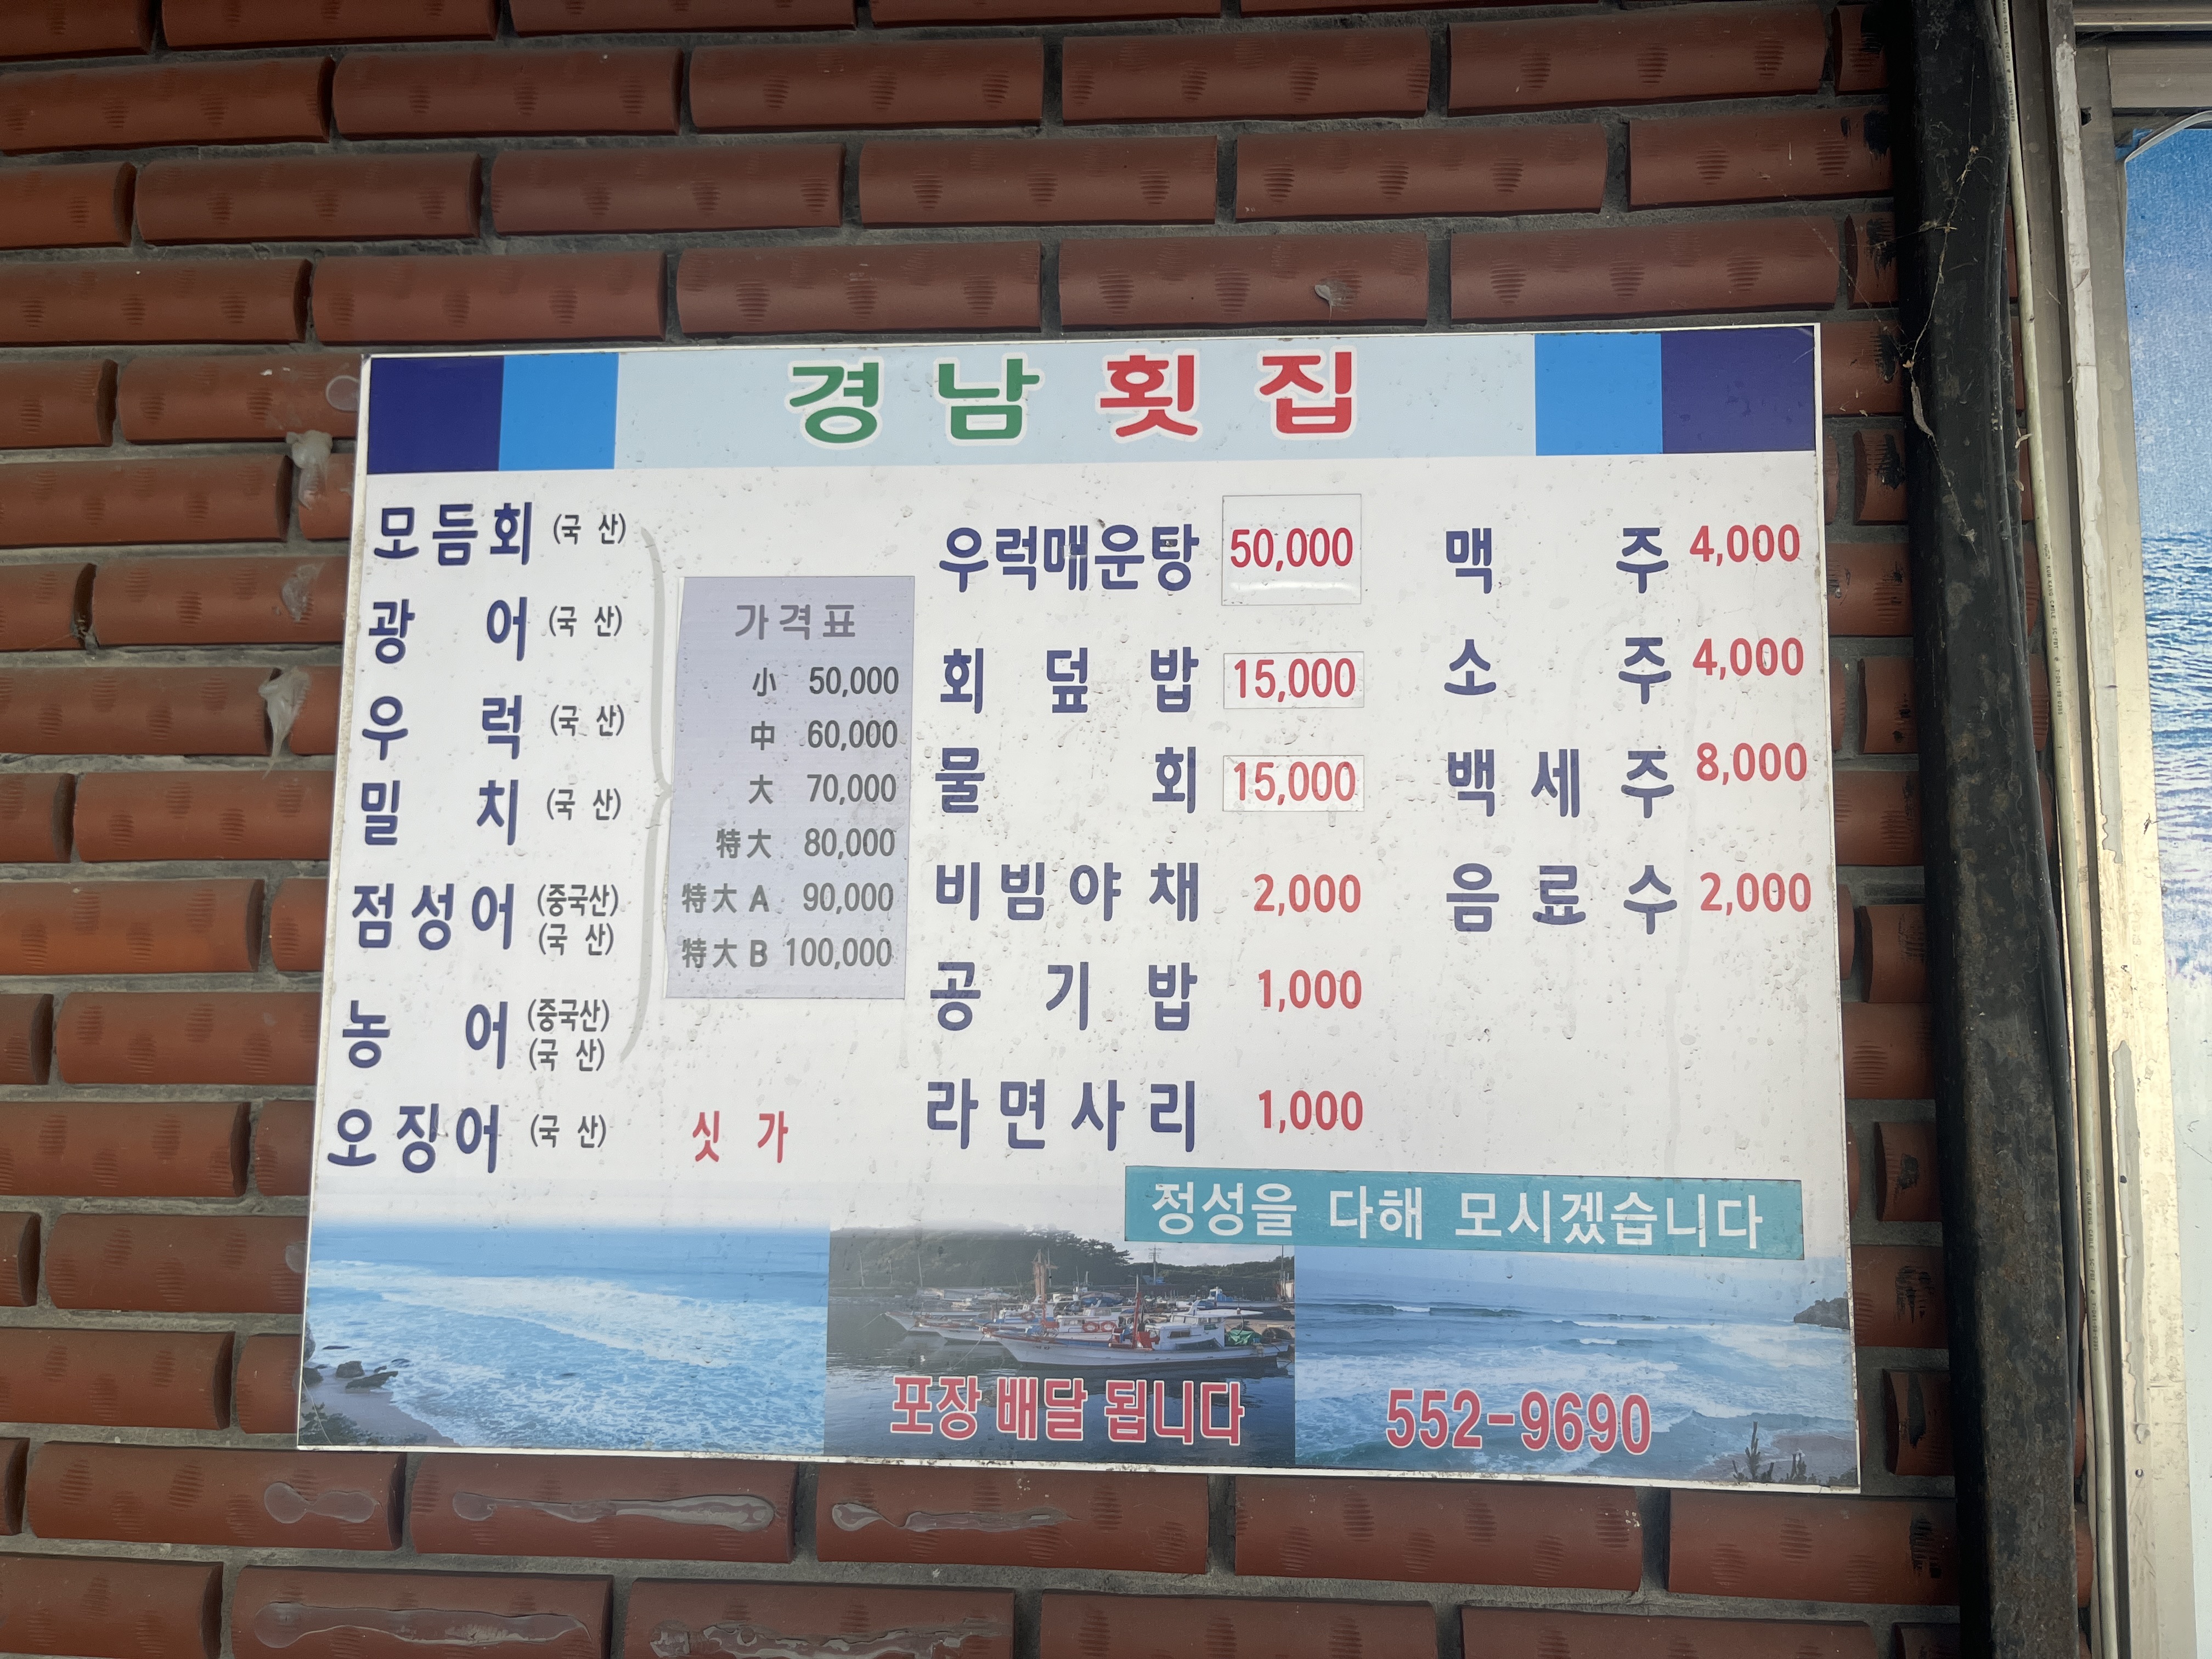 경남횟집
모듬회 (국 산)
광 어 (국 산)
우 럭 (국 산)
밀 치 (국 산)
점성어 (중국산)
(국 산)
농 어 (중국산)
(국 산)
오징어 (국 산) 싯 가
가격표
小 50,000
中 60,000
大 70,000
特大 80,000
特大 A 90,000
特大 B 100,000
우럭매운탕 50,000
회 덮 밥 15,000
물 회 15,000
비빔야채 2,000
공 기 밥 1,000
라면사리 1,000
맥 주 4,000
소 주 4,000
백 세 주 8,000
음 료 수 2,000
정성을 다해 모시겠습니다
포장 배달 됩니다
552-9690